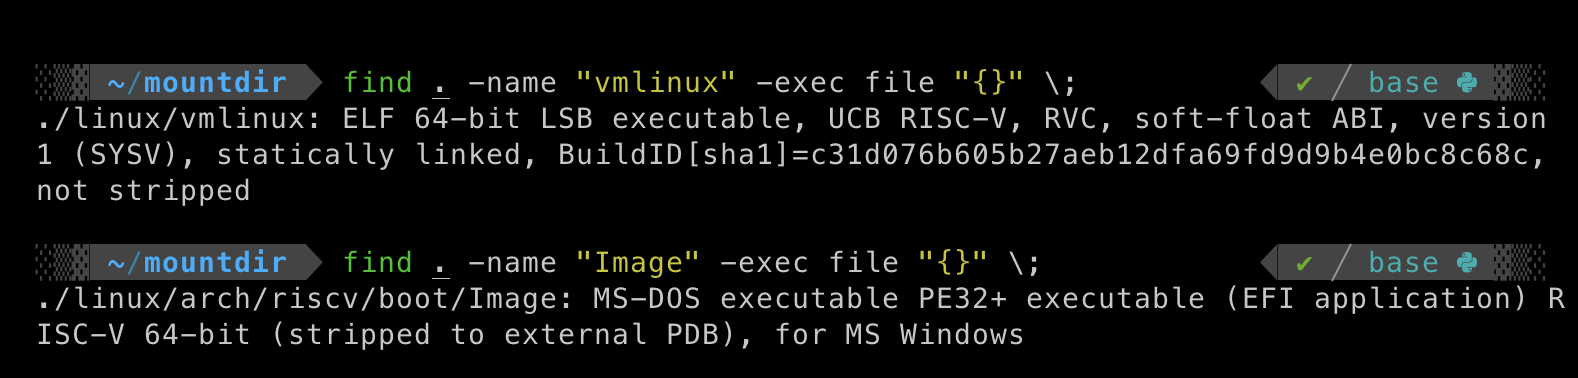 ~/mountdir find . -name "vmlinux" -exec file "{}" \; ✔ / base
./linux/vmlinux: ELF 64-bit LSB executable, UCB RISC-V, RVC, soft-float ABI, version
1 (SYSV), statically linked, BuildID[sha1]=c31d076b605b27aeb12dfa69fd9d9b4e0bc8c68c,
not stripped
~/mountdir find . -name "Image" -exec file "{}" \; ✔ / base
./linux/arch/riscv/boot/Image: MS-DOS executable PE32+ executable (EFI application) R
ISC-V 64-bit (stripped to external PDB), for MS Windows